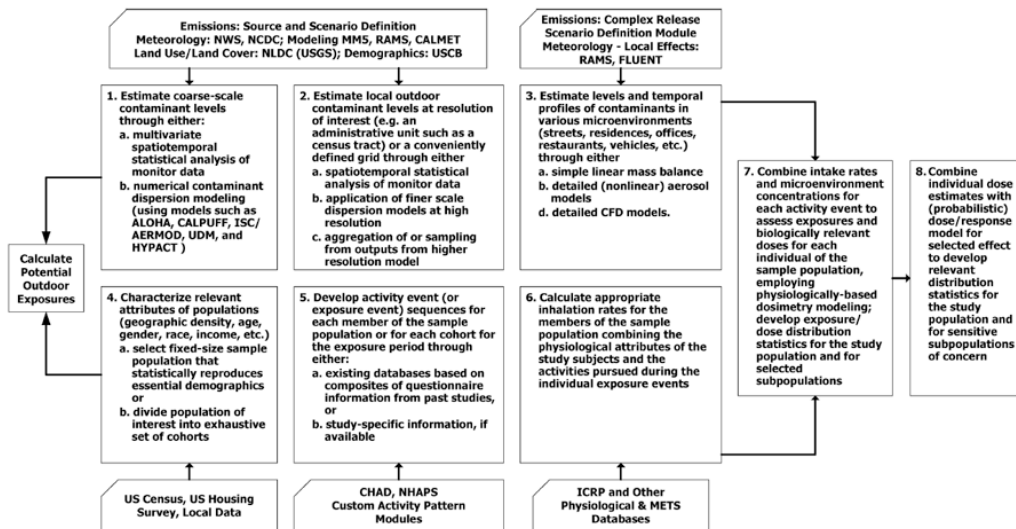 Emissions: Source and Scenario Definition
Meteorology: NWS, NCDC; Modeling MM5, RAMS, CALMET
Land Use/Land Cover: NLDC (USGS); Demographics: USCB
Emissions: Complex Release
Scenario Definition Module
Meteorology - Local Effects:
RAMS, FLUENT
1. Estimate coarse-scale
contaminant levels
through either:
a. multivariate
spatiotemporal
statistical analysis of
monitor data
b. numerical contaminant
dispersion modeling
(using models such as
ALOHA, CALPUFF, ISC/
AERMOD, UDM, and
HYPACT )
2. Estimate local outdoor
contaminant levels at resolution
of interest (e.g. an
administrative unit such as a
census tract) or a conveniently
defined grid through either
a. spatiotemporal statistical
analysis of monitor data
b. application of finer scale
dispersion models at high
resolution
c. aggregation of or sampling
from outputs from higher
resolution model
3. Estimate levels and temporal
profiles of contaminants in
various microenvironments
(streets, residences, offices,
restaurants, vehicles, etc.)
through either
a. simple linear mass balance
b. detailed (nonlinear) aerosol
models
d. detailed CFD models.
Calculate
Potential
Outdoor
Exposures
4. Characterize relevant
attributes of populations
(geographic density, age,
gender, race, income, etc.)
a. select fixed-size sample
population that
statistically reproduces
essential demographics
or
b. divide population of
interest into exhaustive
set of cohorts
5. Develop activity event (or
exposure event) sequences for
each member of the sample
population or for each cohort for
the exposure period through
either:
a. existing databases based on
composites of questionnaire
information from past studies,
or
b. study-specific information, if
available
6. Calculate appropriate
inhalation rates for the
members of the sample
population combining the
physiological attributes of
the study subjects and the
activities pursued during the
individual exposure events
7. Combine intake rates
and microenvironment
concentrations for
each activity event to
assess exposures and
biologically relevant
doses for each
individual of the
sample population,
employing
physiologically-based
dosimetry modeling;
develop exposure/
dose distribution
statistics for the study
population and for
selected
subpopulations
8. Combine
individual dose
estimates with
(probabilistic)
dose/response
model for
selected effect
to develop
relevant
distribution
statistics for
the study
population and
for sensitive
subpopulations
of concern
US Census, US Housing
Survey, Local Data
CHAD, NHAPS
Custom Activity Pattern
Modules
ICRP and Other
Physiological & METS
Databases